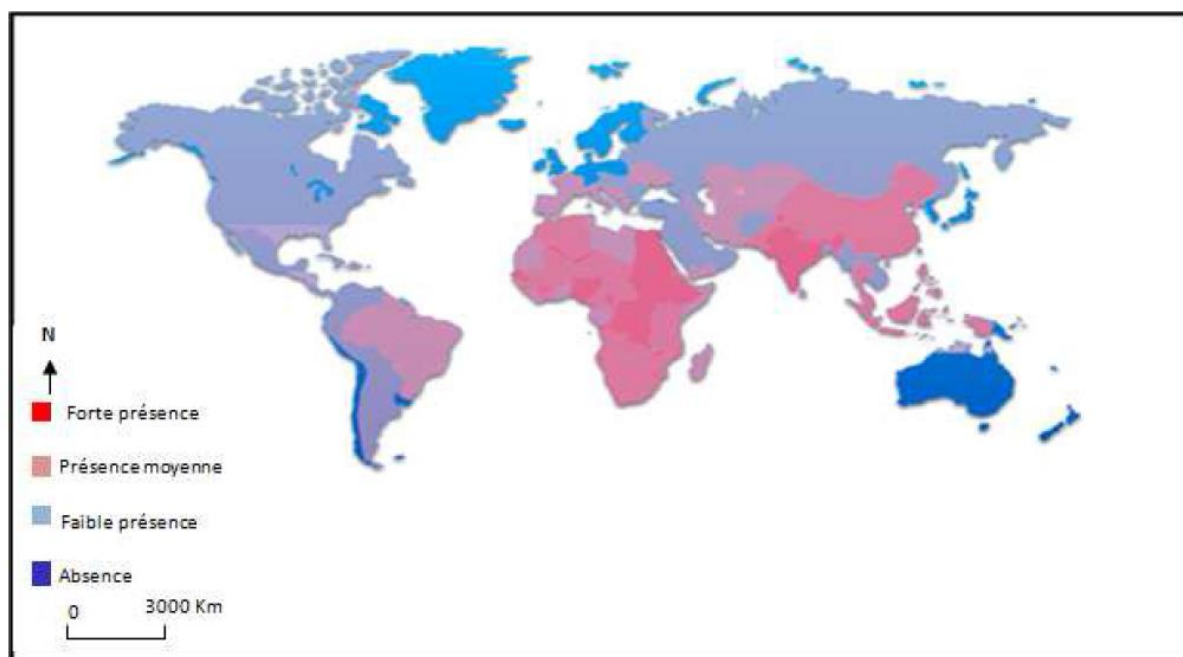 N
Forte présence
Présence moyenne
Faible présence
Absence
0 3000 Km